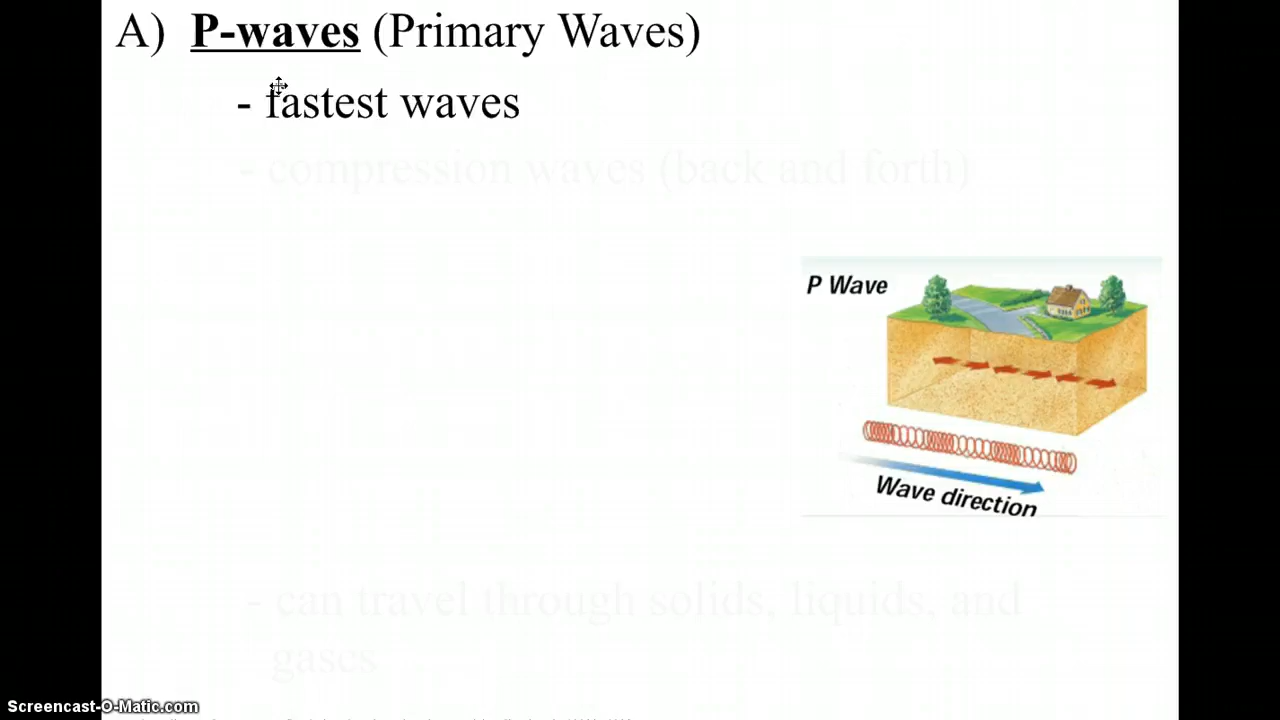 A) P-waves (Primary Waves)
- fastest waves
- compression waves (back and forth)
P Wave
Wave direction
- can travel through solids, liquids, and
gases
Screencast-O-Matic.com